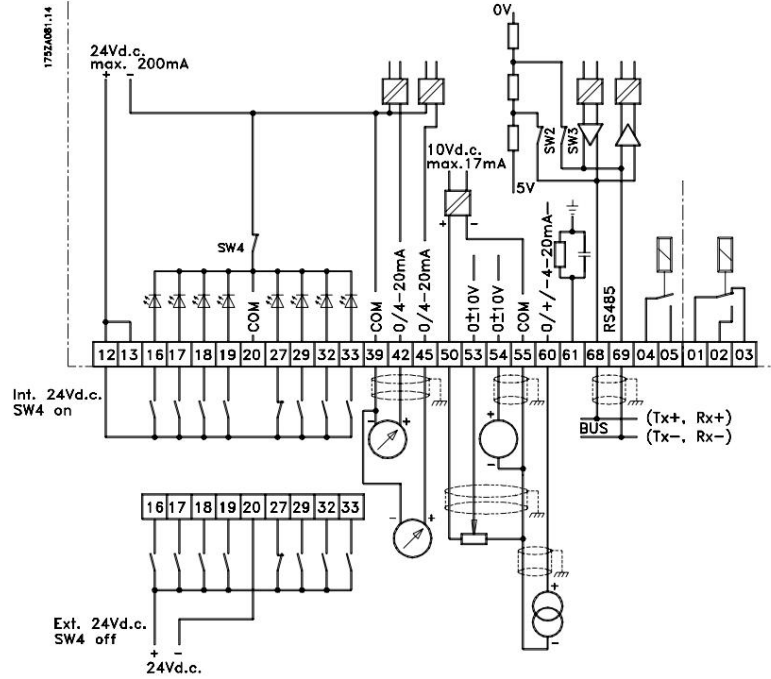 175ZA081.14
24Vd.c.
max. 200mA
+ −
0V
SW2
SW3
5V
10Vd.c.
max.17mA
+ −
SW4
COM
COM
0/4-20mA
0/4-20mA
0±10V
0±10V
COM
0/+/-4-20mA
RS485
12 13 16 17 18 19 20 27 29 32 33 39 42 45 50 53 54 55 60 61 68 69 04 05 01 02 03
Int. 24Vd.c.
SW4 on
− +
+
−
BUS
(Tx+, Rx+)
(Tx-, Rx-)
16 17 18 19 20 27 29 32 33
− +
+
−
Ext. 24Vd.c.
SW4 off
+ −
24Vd.c.